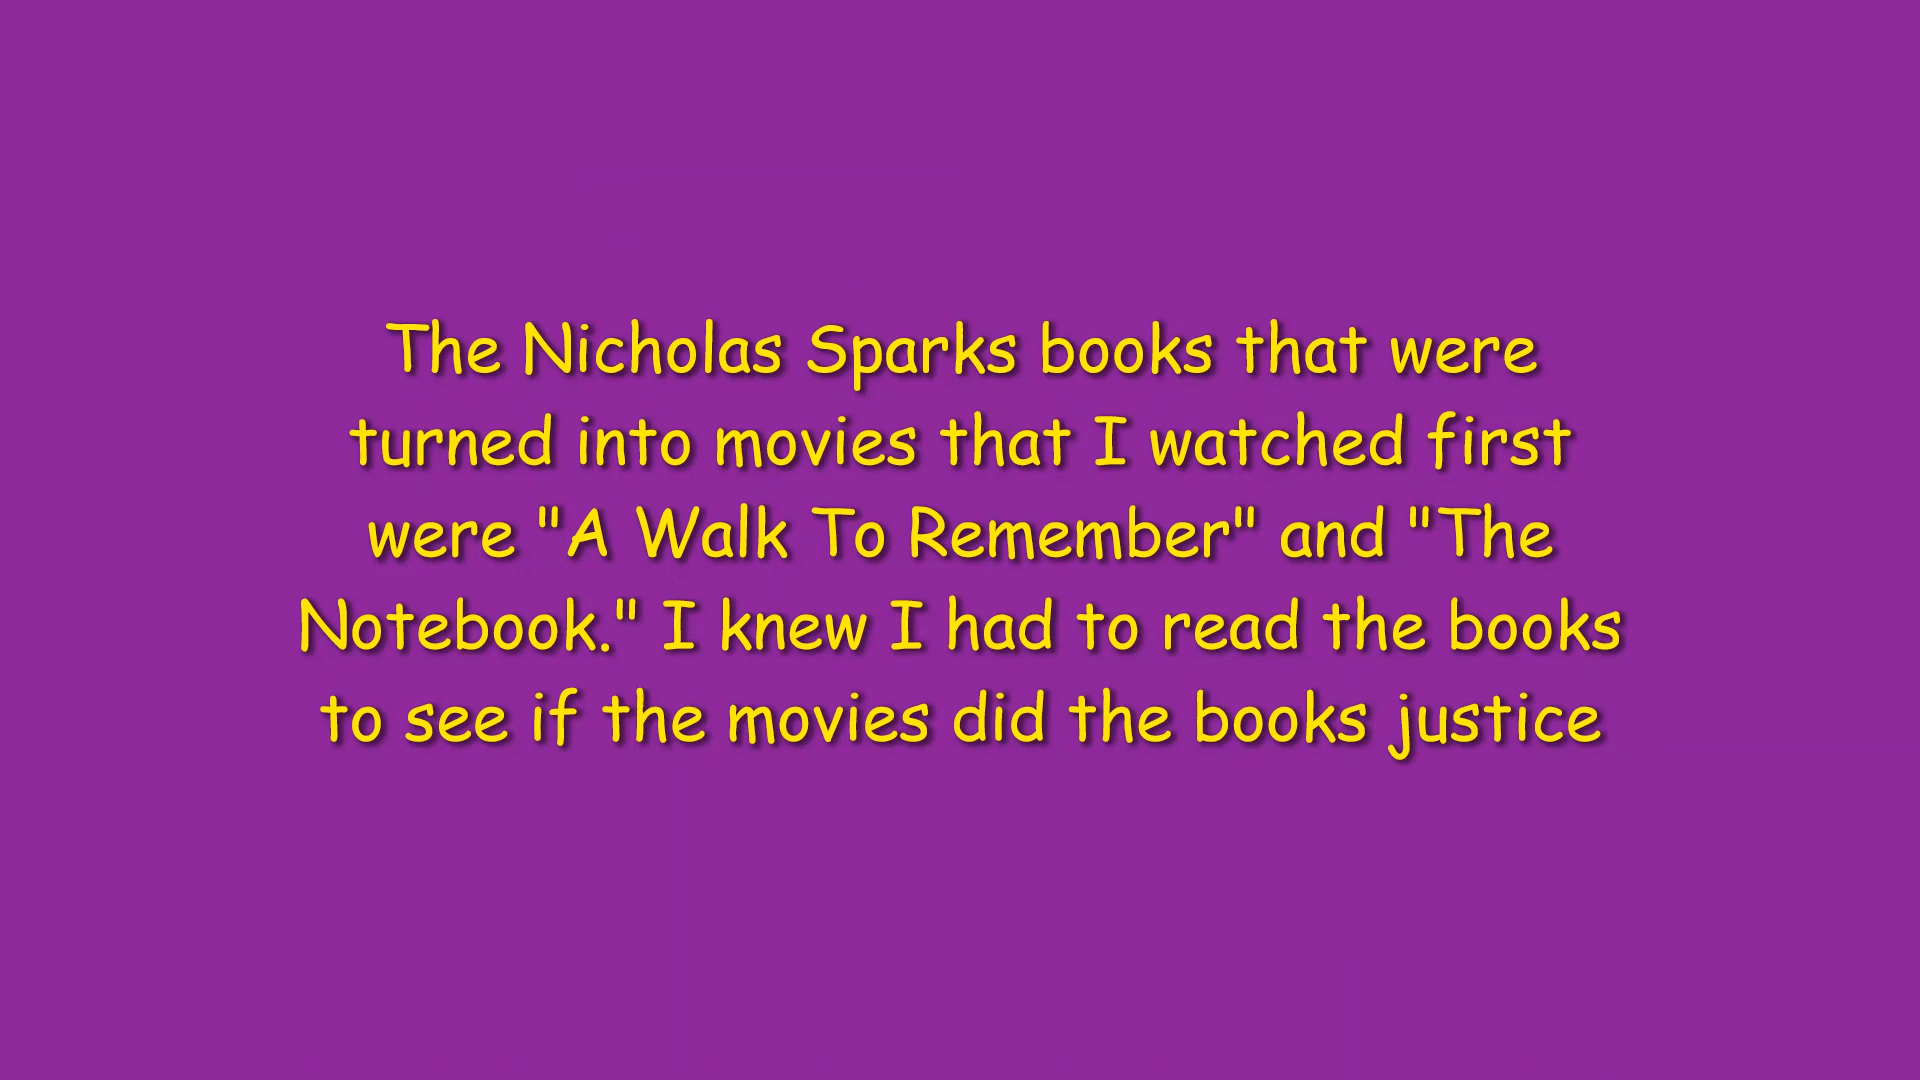 The Nicholas Sparks books that were
turned into movies that I watched first
were "A Walk To Remember" and "The
Notebook." I knew I had to read the books
to see if the movies did the books justice